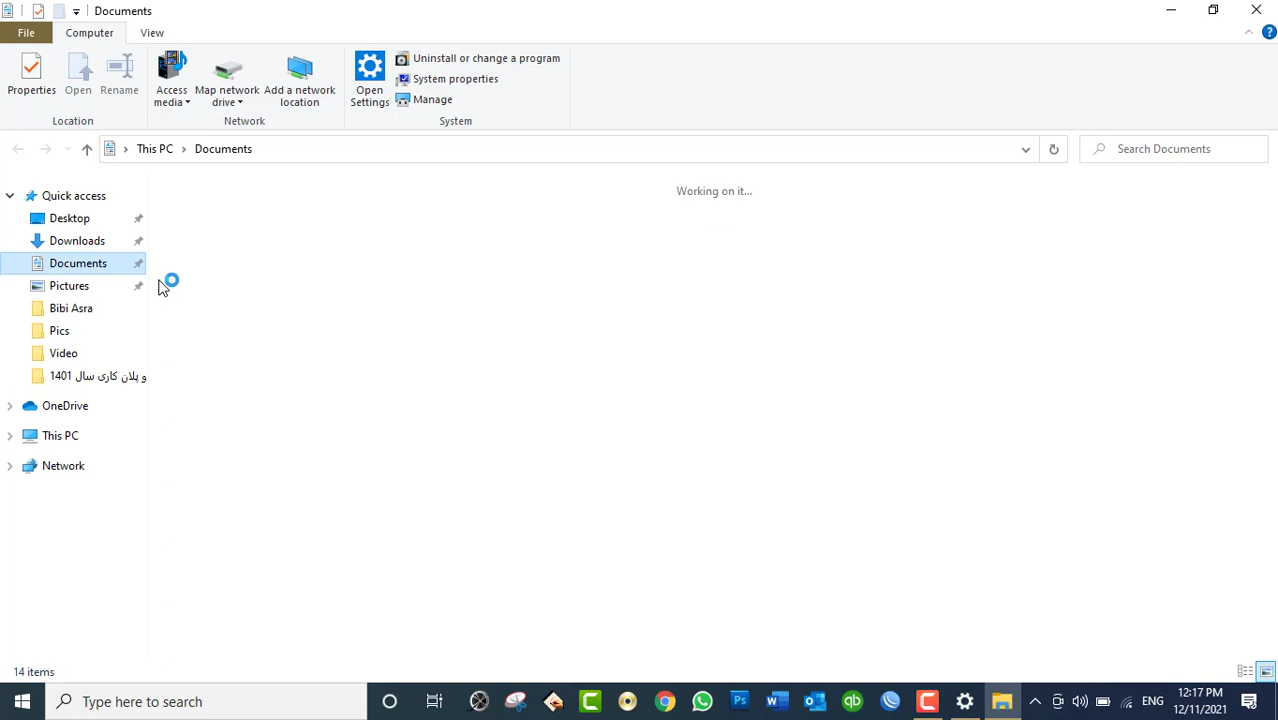 Documents
File
Computer
View
Properties
Open
Rename
Access media
Map network drive
Add a network location
Open Settings
Uninstall or change a program
System properties
Manage
Location
Network
System
This PC
Documents
Search Documents
Working on it...
Quick access
Desktop
Downloads
Documents
Pictures
Bibi Asra
Pics
Video
و پلان کاری سال 1401
OneDrive
This PC
Network
14 items
Type here to search
ENG
12:17 PM
12/11/2021